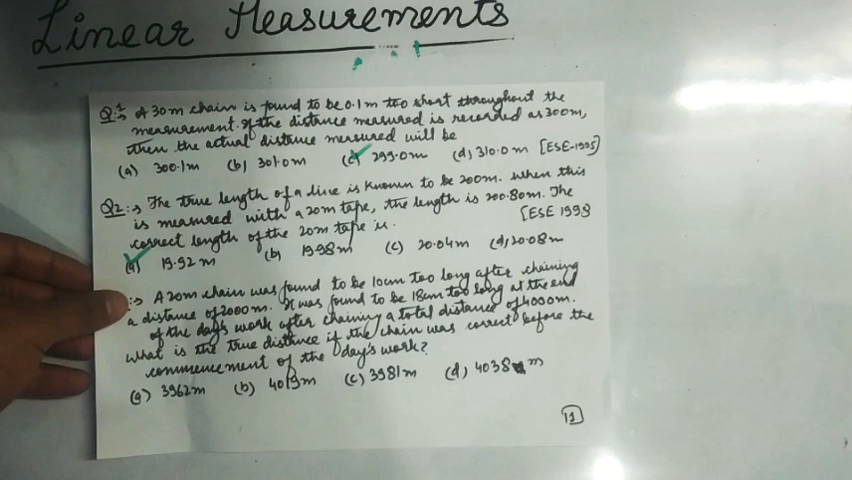 Linear Measurements
Q.1:→ A 30m chain is found to be 0.1m too short throughout the
measurement. If the distance measured is recorded as 300m,
then the actual distance measured will be
(a) 300.1m (b) 301.0m (c) 299.0m (d) 310.0m [ESE-1995]
Q2:→ The true length of a line is known to be 200m. When this
is measured with a 20m tape, the length is 200.80m. The
correct length of the 20m tape is. [ESE 1998
(a) 19.92m (b) 19.98m (c) 20.04m (d) 20.08m
:→ A 20m chain was found to be 10cm too long after chaining
a distance of 2000m. It was found to be 18cm too long at the end
of the day's work after chaining a total distance of 4000m.
What is the true distance if the chain was correct before the
commencement of the day's work?
(a) 3962m (b) 4019m (c) 3981m (d) 4038 m
11